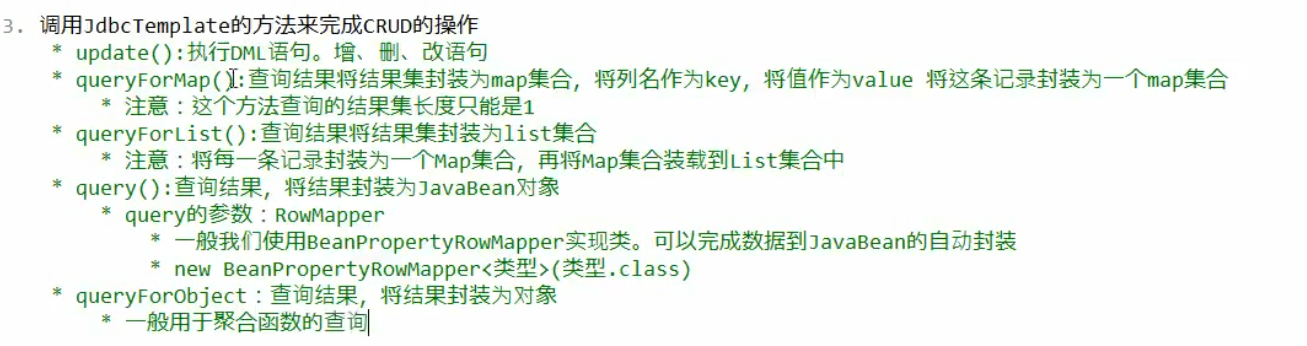 3. 调用JdbcTemplate的方法来完成CRUD的操作
* update():执行DML语句。增、删、改语句
* queryForMap():查询结果将结果集封装为map集合，将列名作为key，将值作为value 将这条记录封装为一个map集合
* 注意：这个方法查询的结果集长度只能是1
* queryForList():查询结果将结果集封装为list集合
* 注意：将每一条记录封装为一个Map集合，再将Map集合装载到List集合中
* query():查询结果，将结果封装为JavaBean对象
* query的参数：RowMapper
* 一般我们使用BeanPropertyRowMapper实现类。可以完成数据到JavaBean的自动封装
* new BeanPropertyRowMapper<类型>(类型.class)
* queryForObject：查询结果，将结果封装为对象
* 一般用于聚合函数的查询